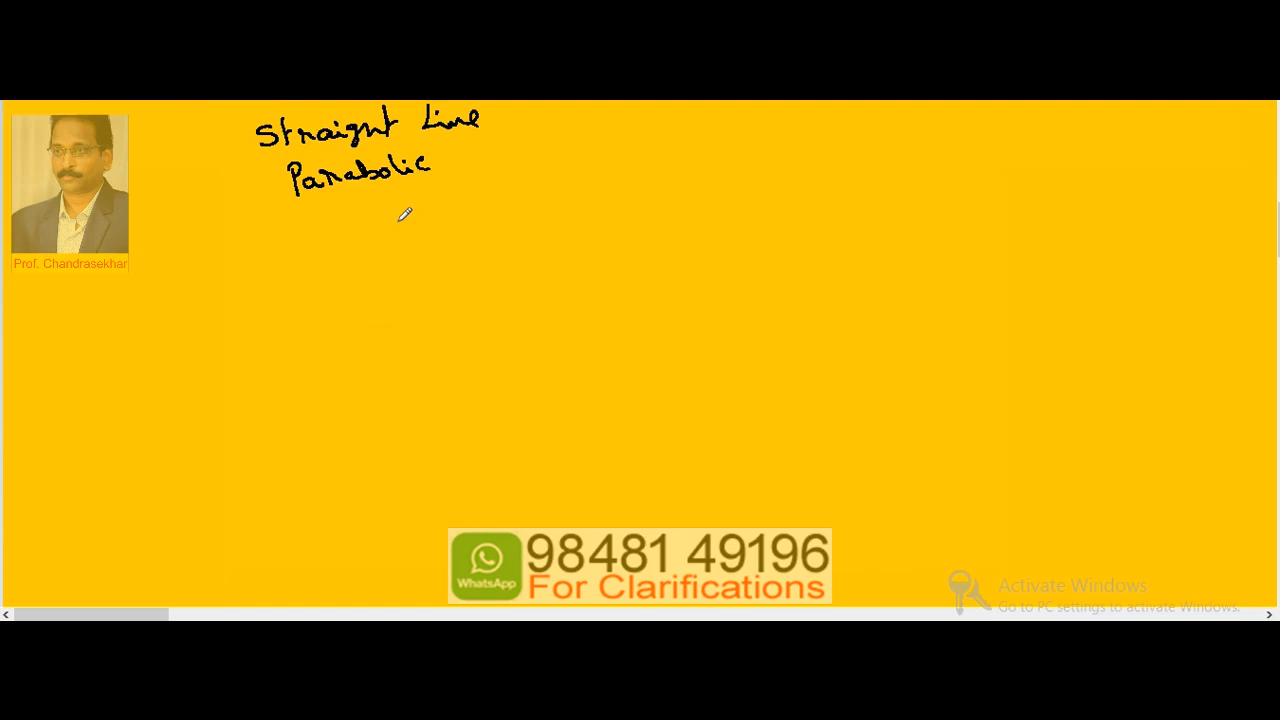 Straight Line
Parabolic
Prof. Chandrasekhar
WhatsApp
98481 49196
For Clarifications
Activate Windows
Go to PC settings to activate Windows.